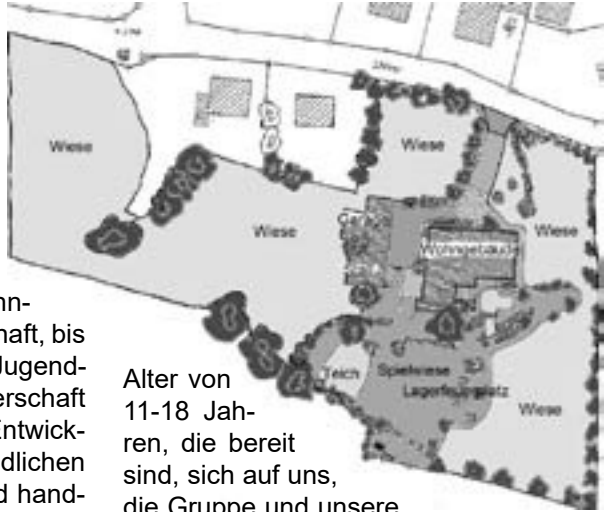 Wiese
Wiese
Wiese
Wiese
Wohngebäude
Teich
Spielwiese
Lagerfeuerplatz
Wiese
haft, bis
Jugend-
erschaft
Entwick-
dlichen
d hand-
Alter von
11-18 Jah-
ren, die bereit
sind, sich auf uns,
die Gruppe und unsere